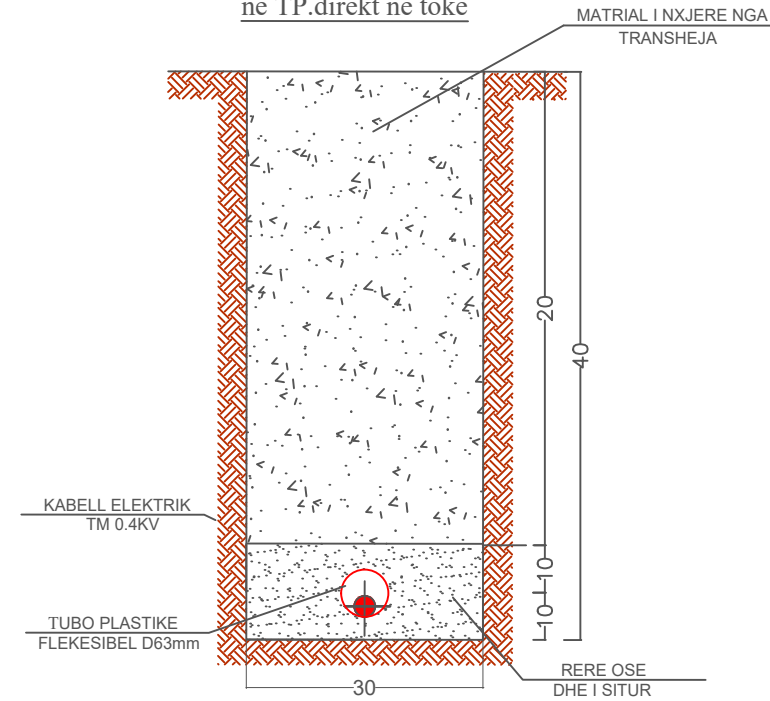 ne TP.direkt ne toke
MATRIAL I NXJERE NGA
TRANSHEJA
20
40
KABELL ELEKTRIK
TM 0.4KV
10
10
TUBO PLASTIKE
FLEKESIBEL D63mm
RERE OSE
DHE I SITUR
30